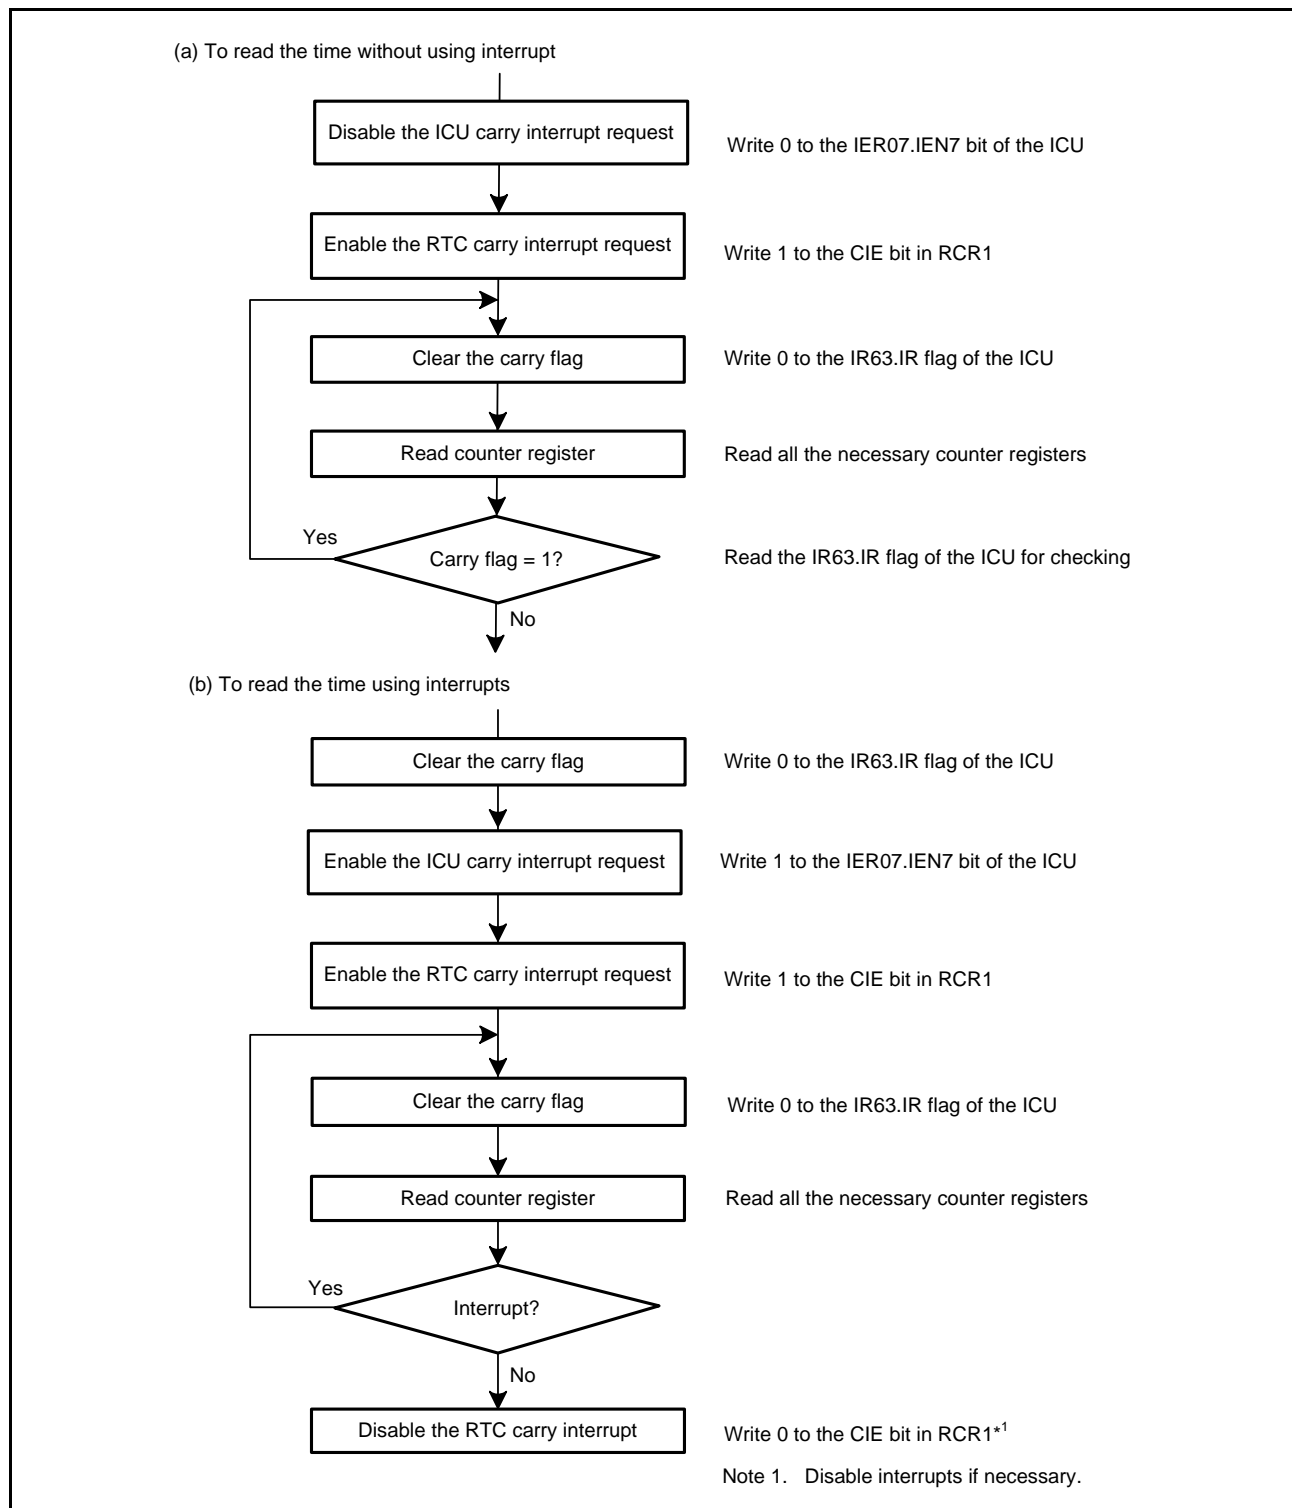 (a) To read the time without using interrupt
Disable the ICU carry interrupt request
Write 0 to the IER07.IEN7 bit of the ICU
Enable the RTC carry interrupt request
Write 1 to the CIE bit in RCR1
Clear the carry flag
Write 0 to the IR63.IR flag of the ICU
Read counter register
Read all the necessary counter registers
Yes
Carry flag = 1?
Read the IR63.IR flag of the ICU for checking
No
(b) To read the time using interrupts
Clear the carry flag
Write 0 to the IR63.IR flag of the ICU
Enable the ICU carry interrupt request
Write 1 to the IER07.IEN7 bit of the ICU
Enable the RTC carry interrupt request
Write 1 to the CIE bit in RCR1
Clear the carry flag
Write 0 to the IR63.IR flag of the ICU
Read counter register
Read all the necessary counter registers
Yes
Interrupt?
No
Disable the RTC carry interrupt
Write 0 to the CIE bit in RCR1*1
Note 1. Disable interrupts if necessary.